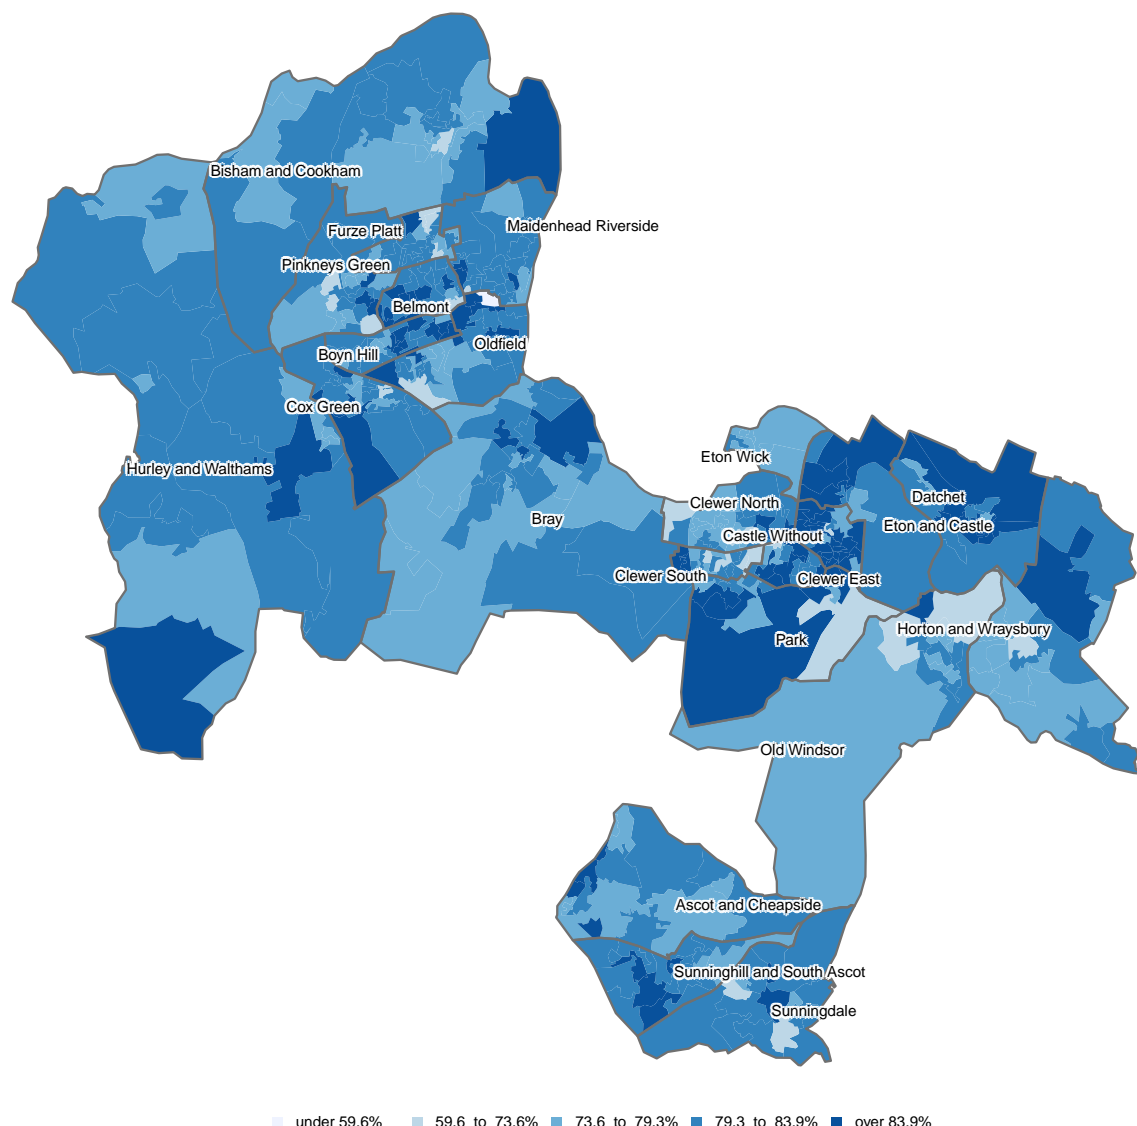 Bisham and Cookham
Maidenhead Riverside
Furze Platt
Pinkneys Green
Belmont
Oldfield
Boyn Hill
Cox Green
Hurley and Walthams
Eton Wick
Datchet
Clewer North
Bray
Eton and Castle
Castle Without
Clewer South
Clewer East
Horton and Wraysbury
Park
Old Windsor
Ascot and Cheapside
Sunninghill and South Ascot
Sunningdale
under 59.6% 59.6 to 73.6% 73.6 to 79.3% 79.3 to 83.9% over 83.9%